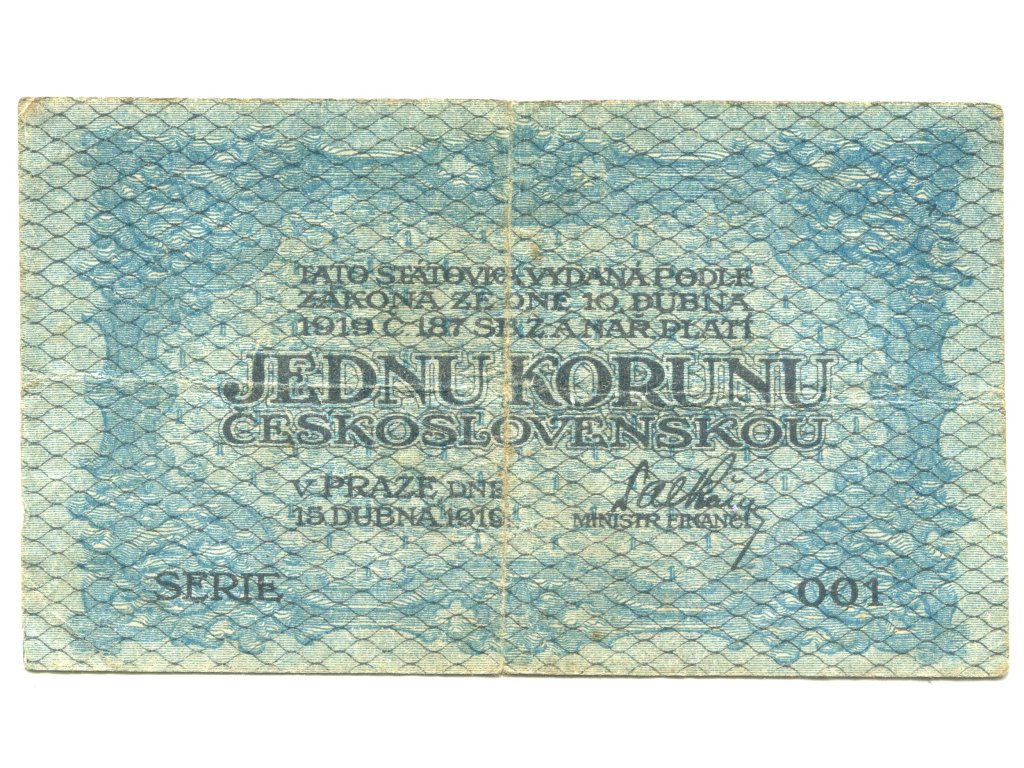 TATO STÁTOVKA VYDANÁ PODLE
ZÁKONA ZE DNE 10. DUBNA
1919 Č 187 SB. Z. A NAŘ. PLATÍ
JEDNU KORUNU
ČESKOSLOVENSKOU
V PRAZE DNE
15 DUBNA 1919.
MINISTR FINANCÍ
SERIE 001